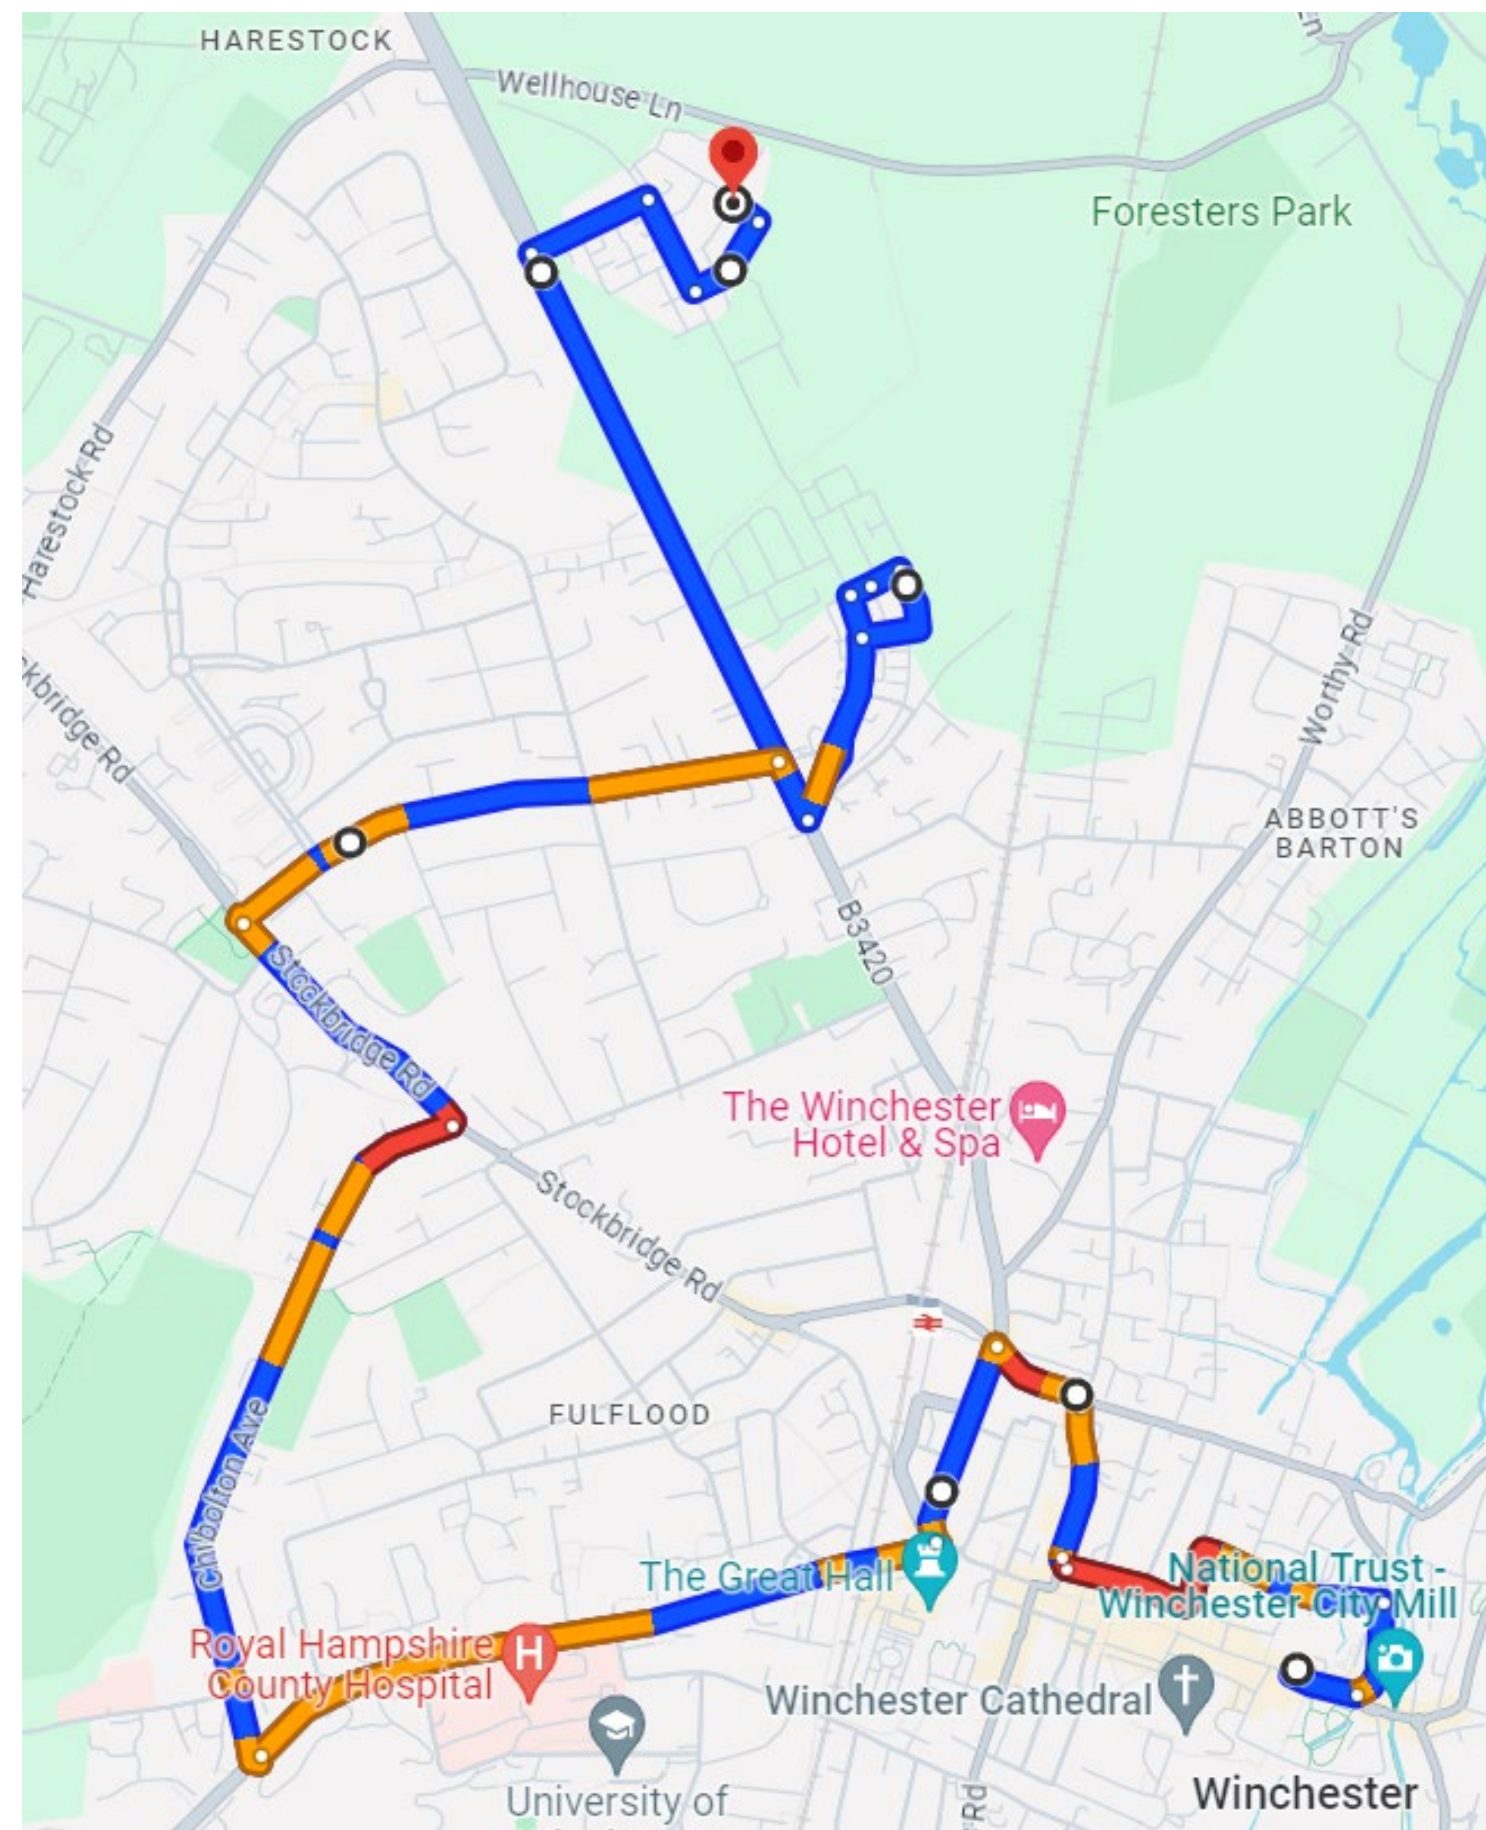 HARESTOCK
Wellhouse Ln
Ln
Foresters Park
Harestock Rd
kbridge Rd
Worthy Rd
ABBOTT'S
BARTON
B3420
Stockbridge Rd
The Winchester
Hotel & Spa
Stockbridge Rd
FULFLOOD
Chilbolton Ave
The Great Hall
National Trust -
Winchester City Mill
Royal Hampshire
County Hospital
H
Winchester Cathedral
University of
Winchester
Rd